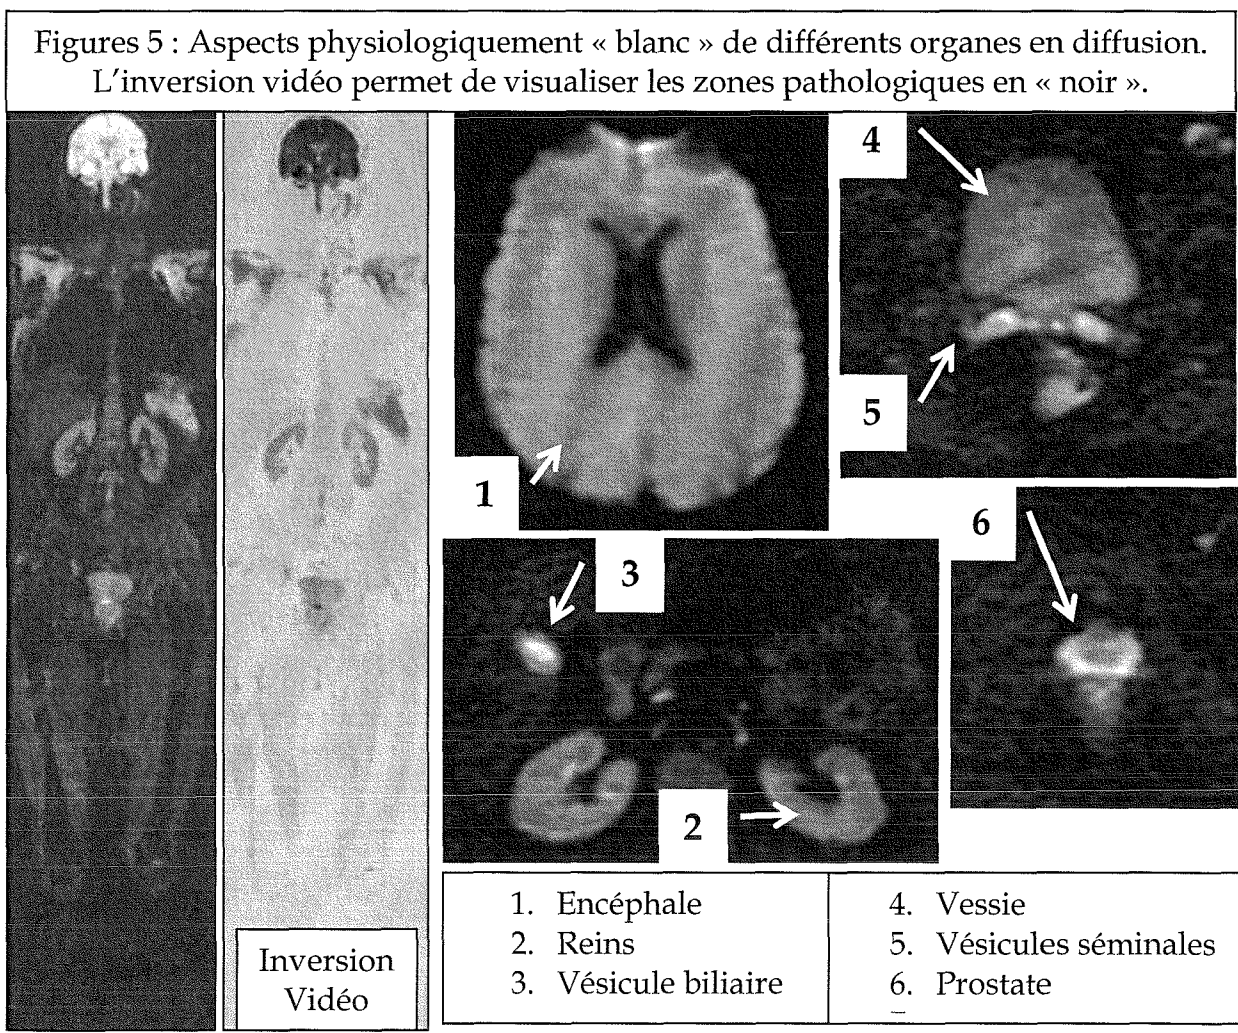 Figures 5 : Aspects physiologiquement « blanc » de différents organes en diffusion.
L'inversion vidéo permet de visualiser les zones pathologiques en « noir ».
4
5
1
6
3
2
Inversion
Vidéo
1. Encéphale
2. Reins
3. Vésicule biliaire
4. Vessie
5. Vésicules séminales
6. Prostate